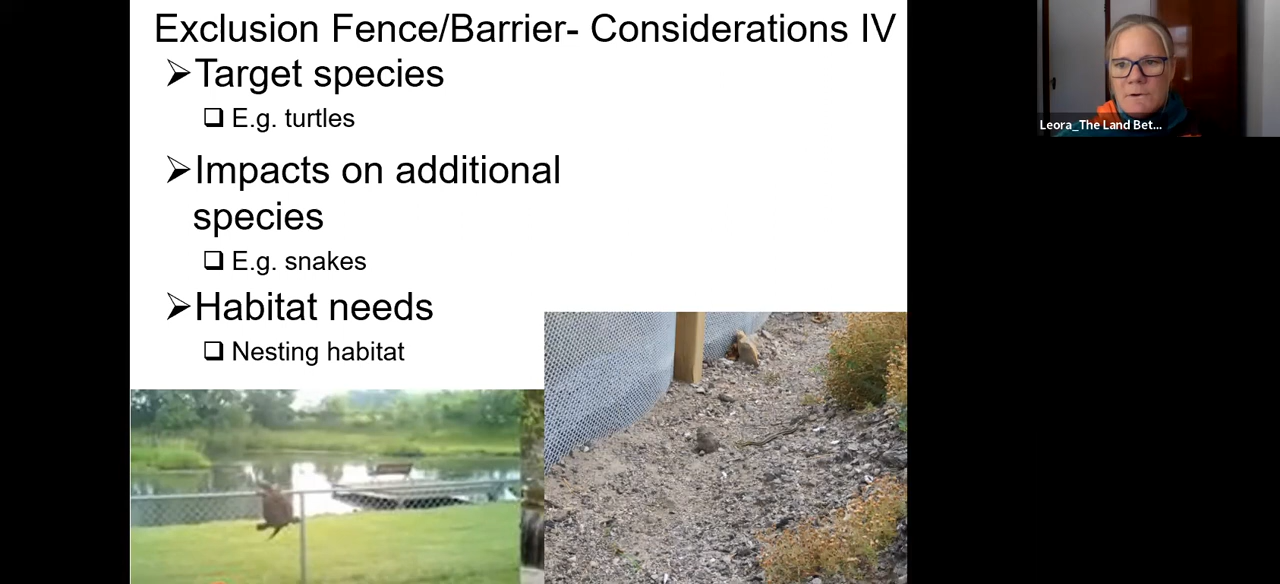 Exclusion Fence/Barrier- Considerations IV
Target species
E.g. turtles
Impacts on additional
species
E.g. snakes
Habitat needs
Nesting habitat
Leora_The Land Bet...